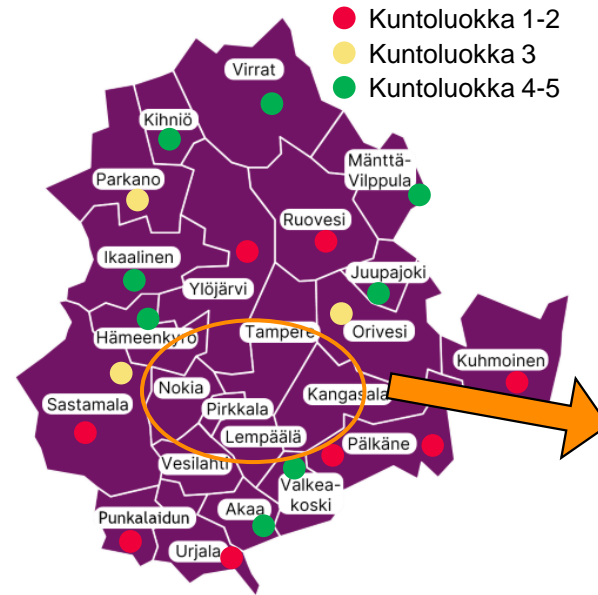 Kuntoluokka 1-2
Kuntoluokka 3
Kuntoluokka 4-5
Virrat
Kihniö
Mänttä-
Vilppula
Parkano
Ruovesi
Ikaalinen
Juupajoki
Ylöjärvi
Hämeenkyrö
Tampere
Orivesi
Kuhmoinen
Nokia
Kangasala
Sastamala
Pirkkala
Lempäälä
Pälkäne
Vesilahti
Valkea-
koski
Punkalaidun
Akaa
Urjala